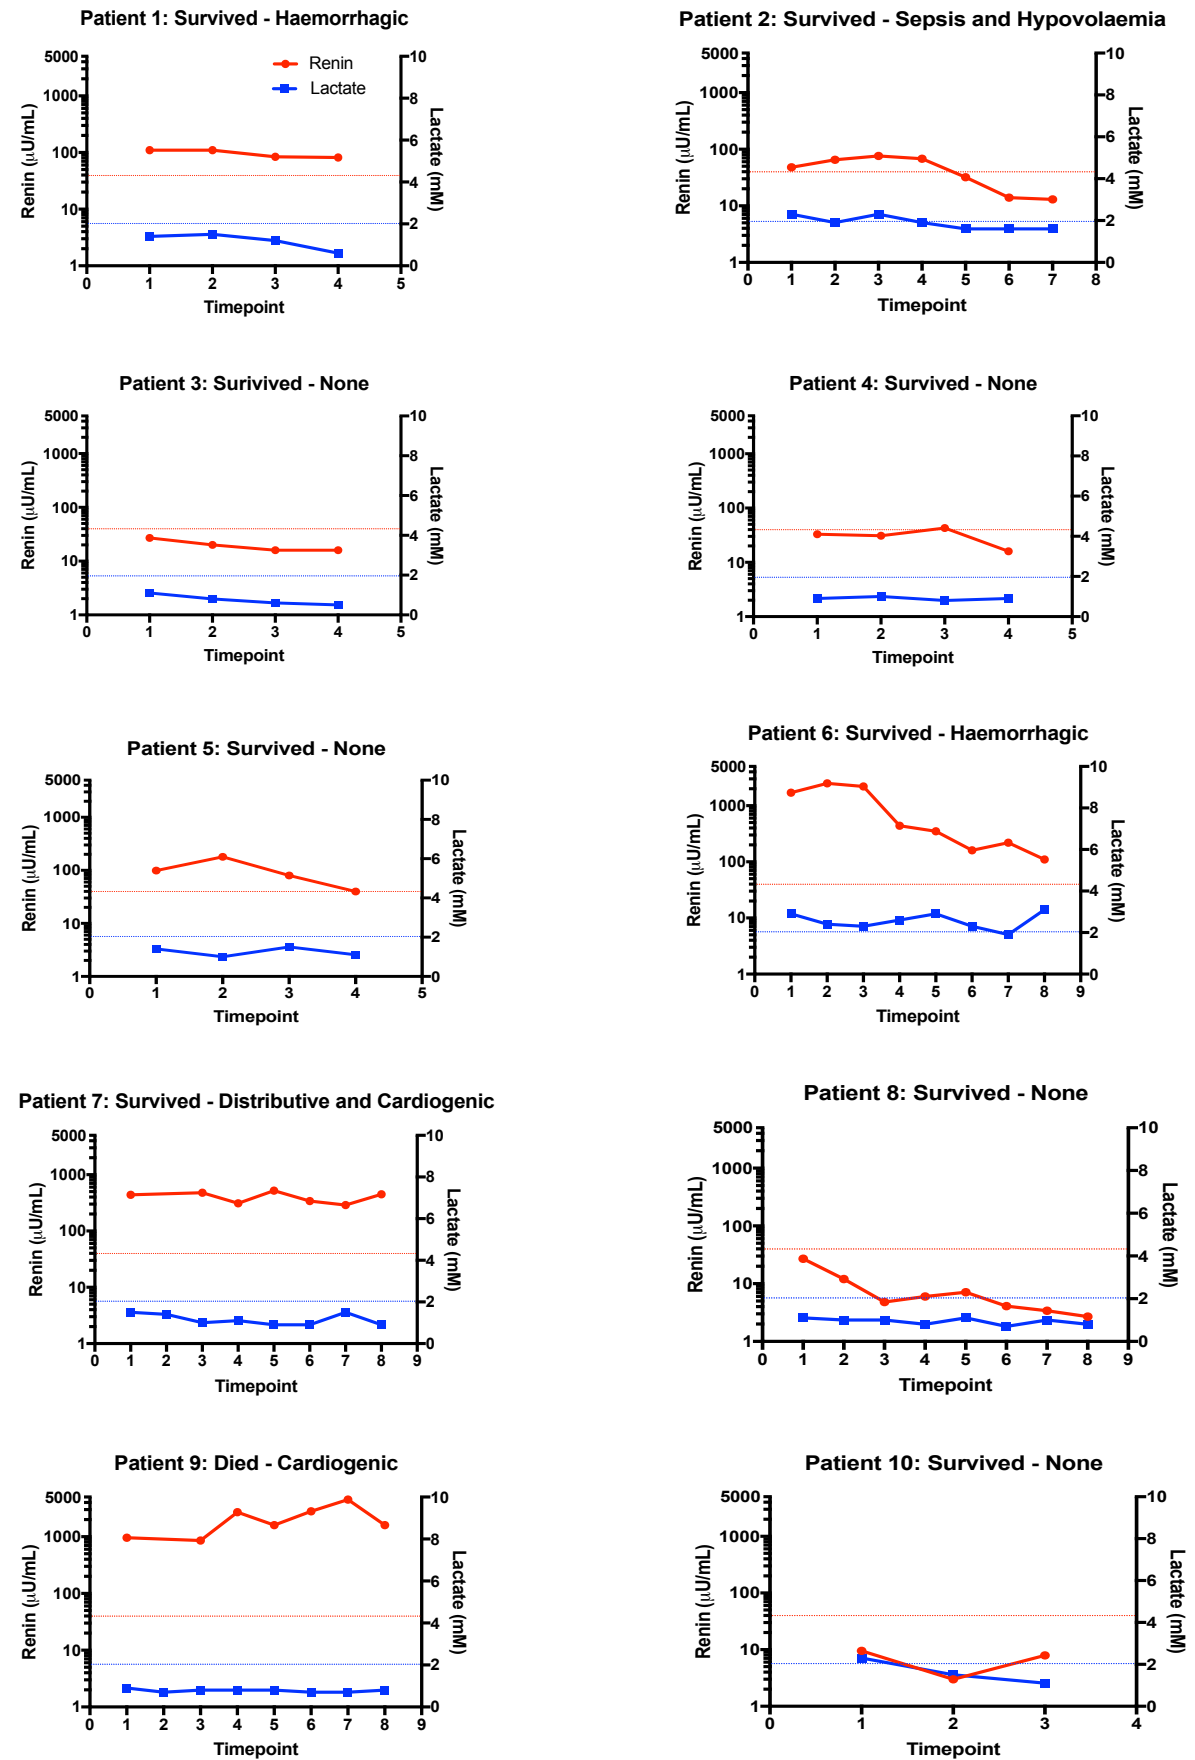 Patient 1: Survived - Haemorrhagic
5000
1000
100
10
1
Renin (μU/mL)
10
8
6
4
2
0
Lactate (mM)
Renin
Lactate
0 1 2 3 4 5
Timepoint
Patient 2: Survived - Sepsis and Hypovolaemia
5000
1000
100
10
1
Renin (μU/mL)
10
8
6
4
2
0
Lactate (mM)
0 1 2 3 4 5 6 7 8
Timepoint
Patient 3: Surivived - None
5000
1000
100
10
1
Renin (μU/mL)
10
8
6
4
2
0
Lactate (mM)
0 1 2 3 4 5
Timepoint
Patient 4: Survived - None
5000
1000
100
10
1
Renin (μU/mL)
10
8
6
4
2
0
Lactate (mM)
0 1 2 3 4 5
Timepoint
Patient 5: Survived - None
5000
1000
100
10
1
Renin (μU/mL)
10
8
6
4
2
0
Lactate (mM)
0 1 2 3 4 5
Timepoint
Patient 6: Survived - Haemorrhagic
5000
1000
100
10
1
Renin (μU/mL)
10
8
6
4
2
0
Lactate (mM)
0 1 2 3 4 5 6 7 8 9
Timepoint
Patient 7: Survived - Distributive and Cardiogenic
5000
1000
100
10
1
Renin (μU/mL)
10
8
6
4
2
0
Lactate (mM)
0 1 2 3 4 5 6 7 8 9
Timepoint
Patient 8: Survived - None
5000
1000
100
10
1
Renin (μU/mL)
10
8
6
4
2
0
Lactate (mM)
0 1 2 3 4 5 6 7 8 9
Timepoint
Patient 9: Died - Cardiogenic
5000
1000
100
10
1
Renin (μU/mL)
10
8
6
4
2
0
Lactate (mM)
0 1 2 3 4 5 6 7 8 9
Timepoint
Patient 10: Survived - None
5000
1000
100
10
1
Renin (μU/mL)
10
8
6
4
2
0
Lactate (mM)
0 1 2 3 4
Timepoint